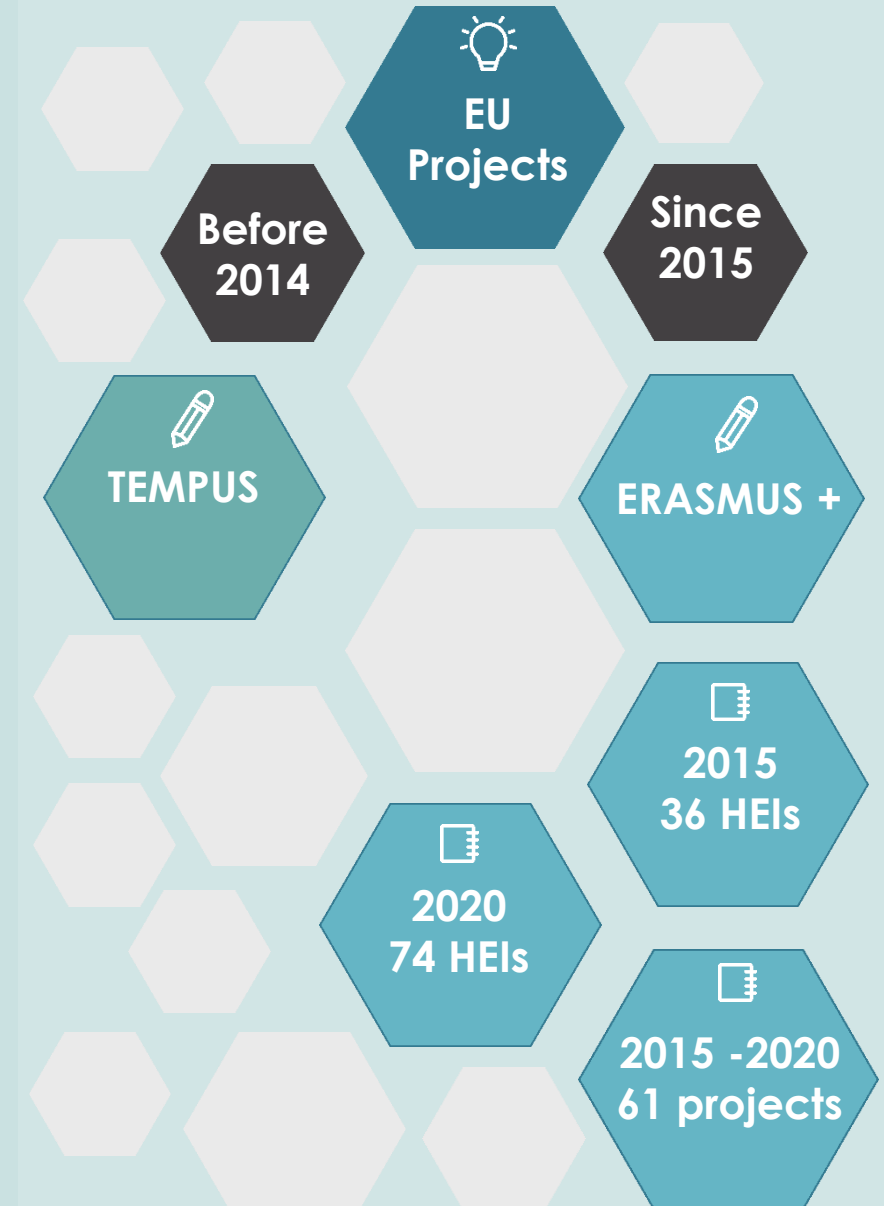 EU
Projects
Before
2014
Since
2015
TEMPUS
ERASMUS +
2015
36 HEIs
2020
74 HEIs
2015 -2020
61 projects